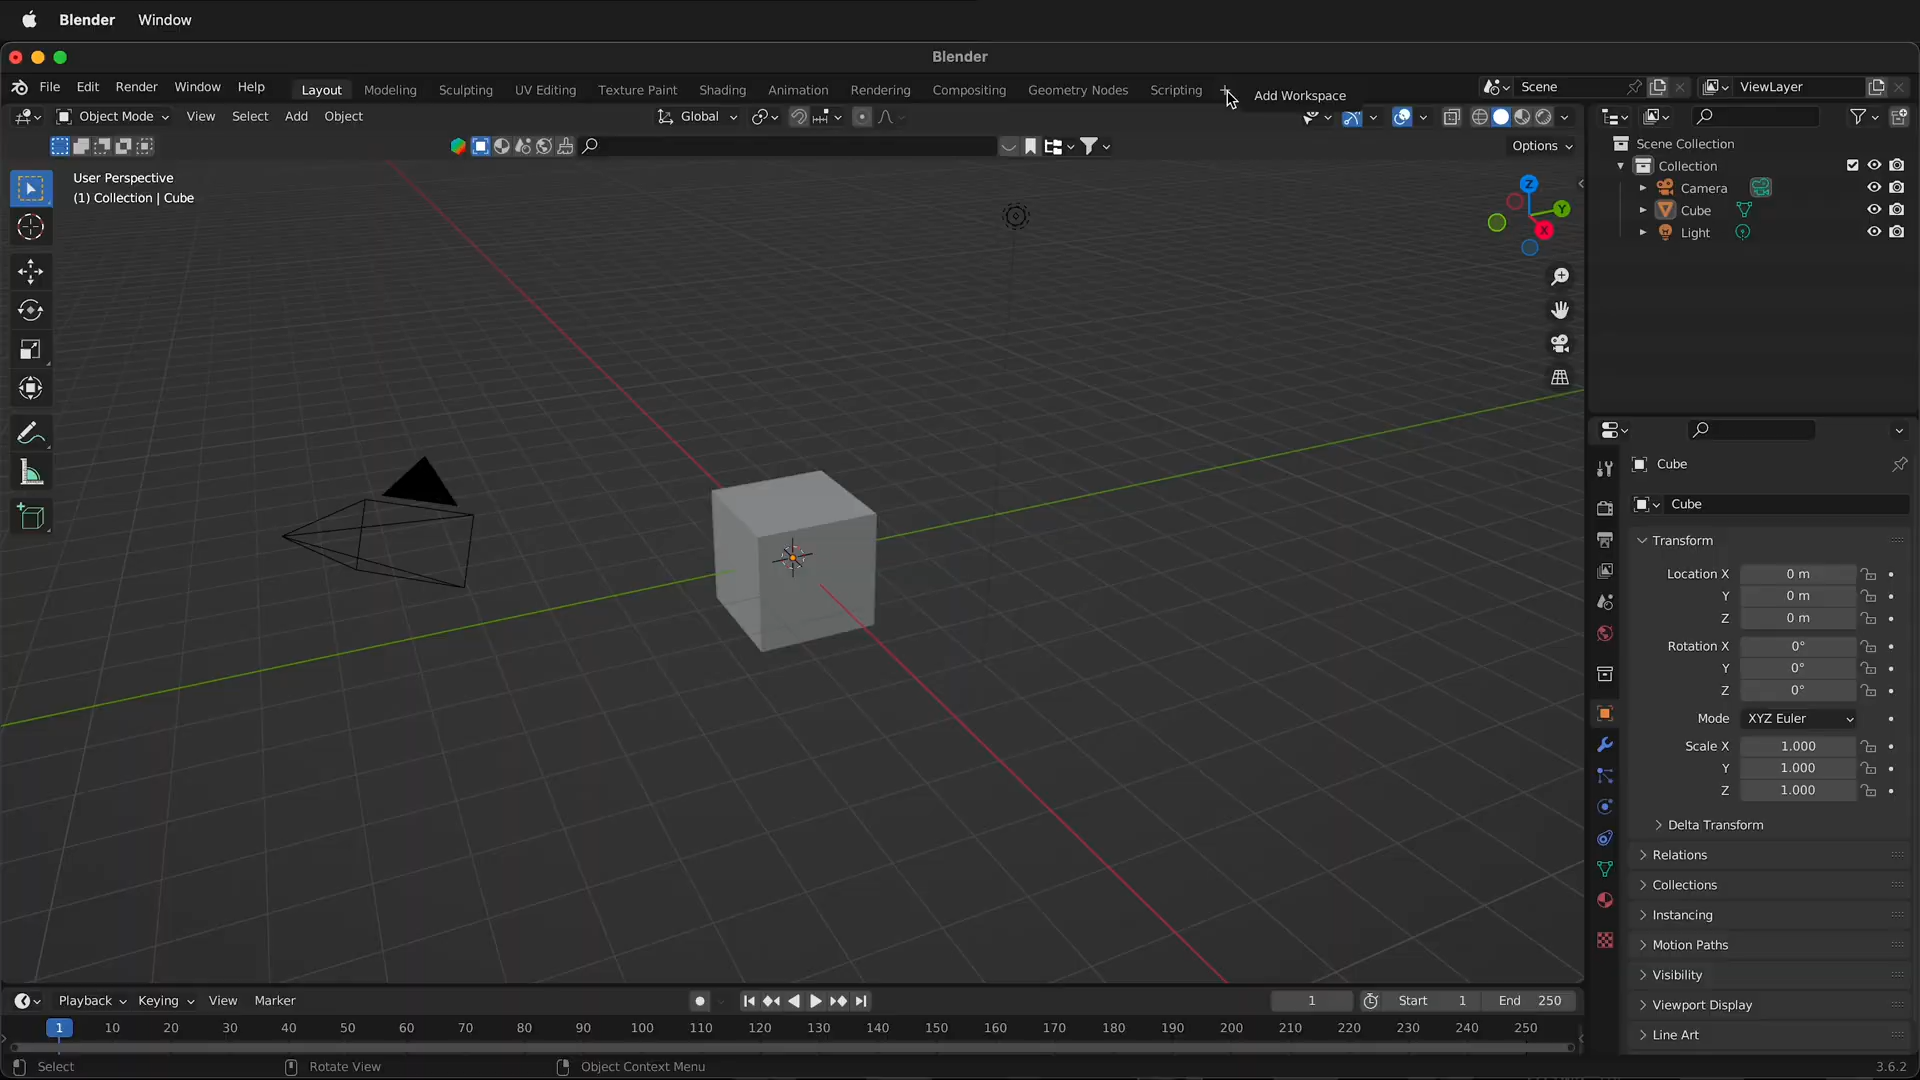 Blender Window
Blender
File Edit Render Window Help Layout Modeling Sculpting UV Editing Texture Paint Shading Animation Rendering Compositing Geometry Nodes Scripting + Add Workspace Scene ViewLayer
Object Mode View Select Add Object Global
Options
User Perspective
(1) Collection | Cube
Z
Y
X
Scene Collection
Collection
Camera
Cube
Light
Cube
Cube
Transform
Location X 0 m
Y 0 m
Z 0 m
Rotation X 0°
Y 0°
Z 0°
Mode XYZ Euler
Scale X 1.000
Y 1.000
Z 1.000
Delta Transform
Relations
Collections
Instancing
Motion Paths
Visibility
Viewport Display
Line Art
Playback Keying View Marker 1 Start 1 End 250
1 10 20 30 40 50 60 70 80 90 100 110 120 130 140 150 160 170 180 190 200 210 220 230 240 250
Select Rotate View Object Context Menu 3.6.2